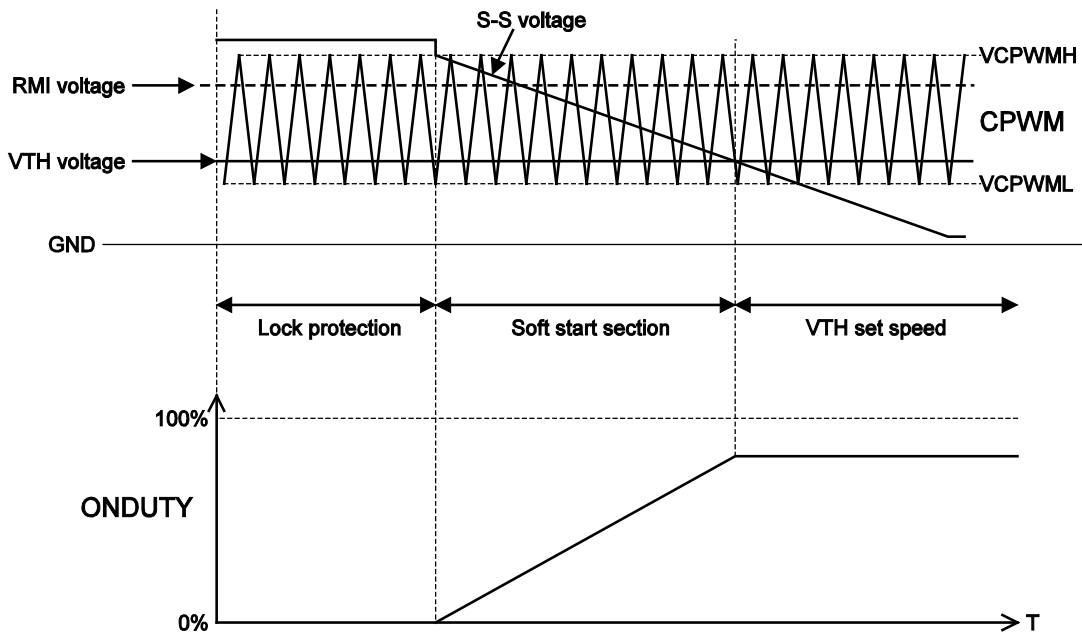 S-S voltage
VCPWMH
RMI voltage
CPWM
VTH voltage
VCPWML
GND
Lock protection
Soft start section
VTH set speed
100%
ONDUTY
0%
T